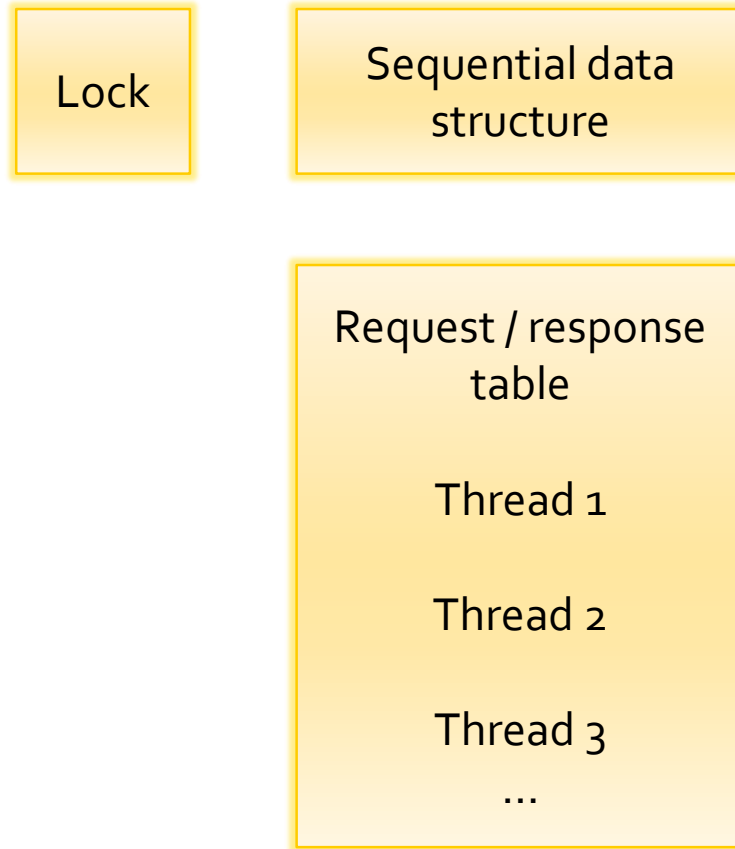 Lock
Sequential data
structure
Request / response
table
Thread 1
Thread 2
Thread 3
...